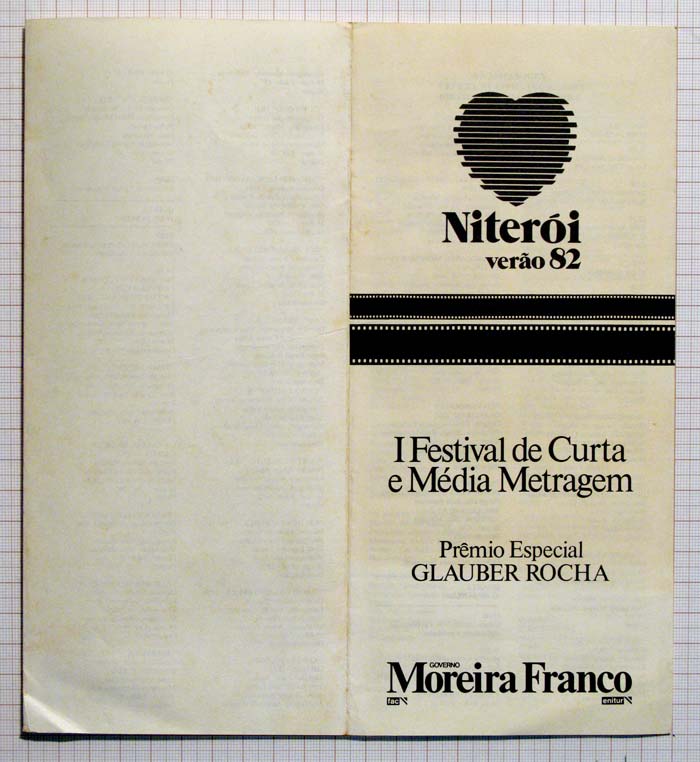 Niterói
verão 82
I Festival de Curta
e Média Metragem
Prêmio Especial
GLAUBER ROCHA
GOVERNO
Moreira Franco
fac
enitur